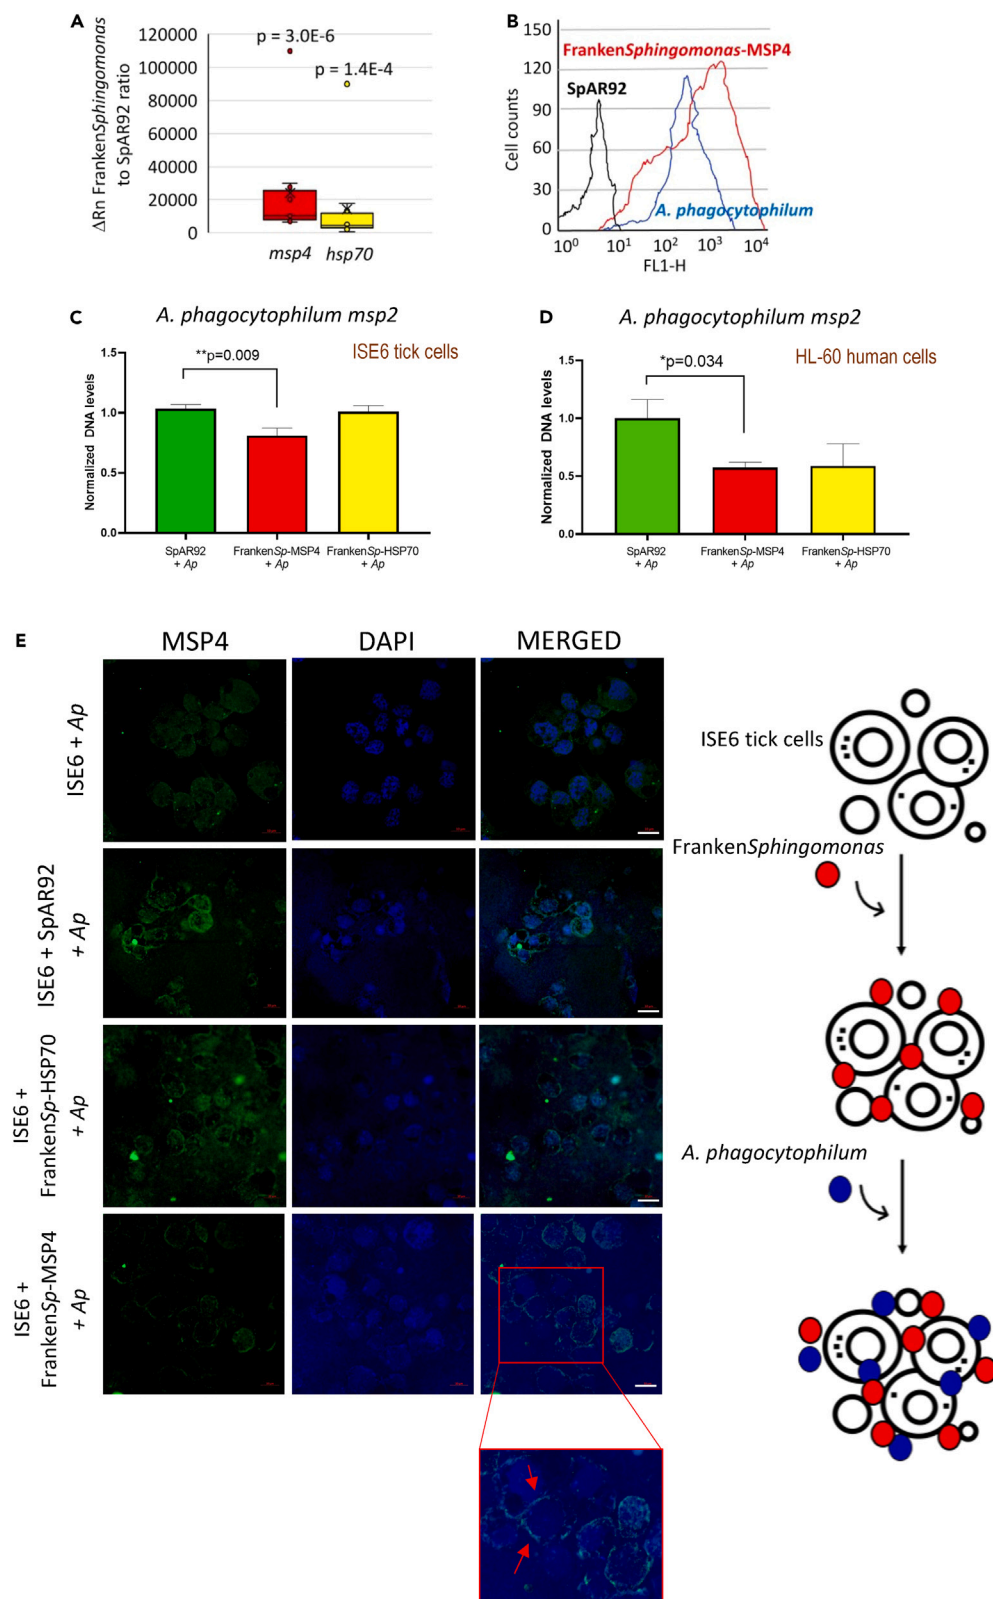 A
ΔRn FrankenSphingomonas
to SpAR92 ratio
120000
100000
80000
60000
40000
20000
0
p = 3.0E-6
p = 1.4E-4
msp4 hsp70
B
Cell counts
150
120
90
60
30
0
FrankenSphingomonas-MSP4
SpAR92
A. phagocytophilum
10⁰ 10¹ 10² 10³ 10⁴
FL1-H
C
A. phagocytophilum msp2
ISE6 tick cells
**p=0.009
Normalized DNA levels
1.5
1.0
0.5
0.0
SpAR92
+ Ap
FrankenSp-MSP4
+ Ap
FrankenSp-HSP70
+ Ap
D
A. phagocytophilum msp2
HL-60 human cells
*p=0.034
Normalized DNA levels
1.5
1.0
0.5
0.0
SpAR92
+ Ap
FrankenSp-MSP4
+ Ap
FrankenSp-HSP70
+ Ap
E
MSP4 DAPI MERGED
ISE6 + Ap
ISE6 + SpAR92
+ Ap
ISE6 +
FrankenSp-HSP70
+ Ap
ISE6 +
FrankenSp-MSP4
+ Ap
ISE6 tick cells
FrankenSphingomonas
A. phagocytophilum